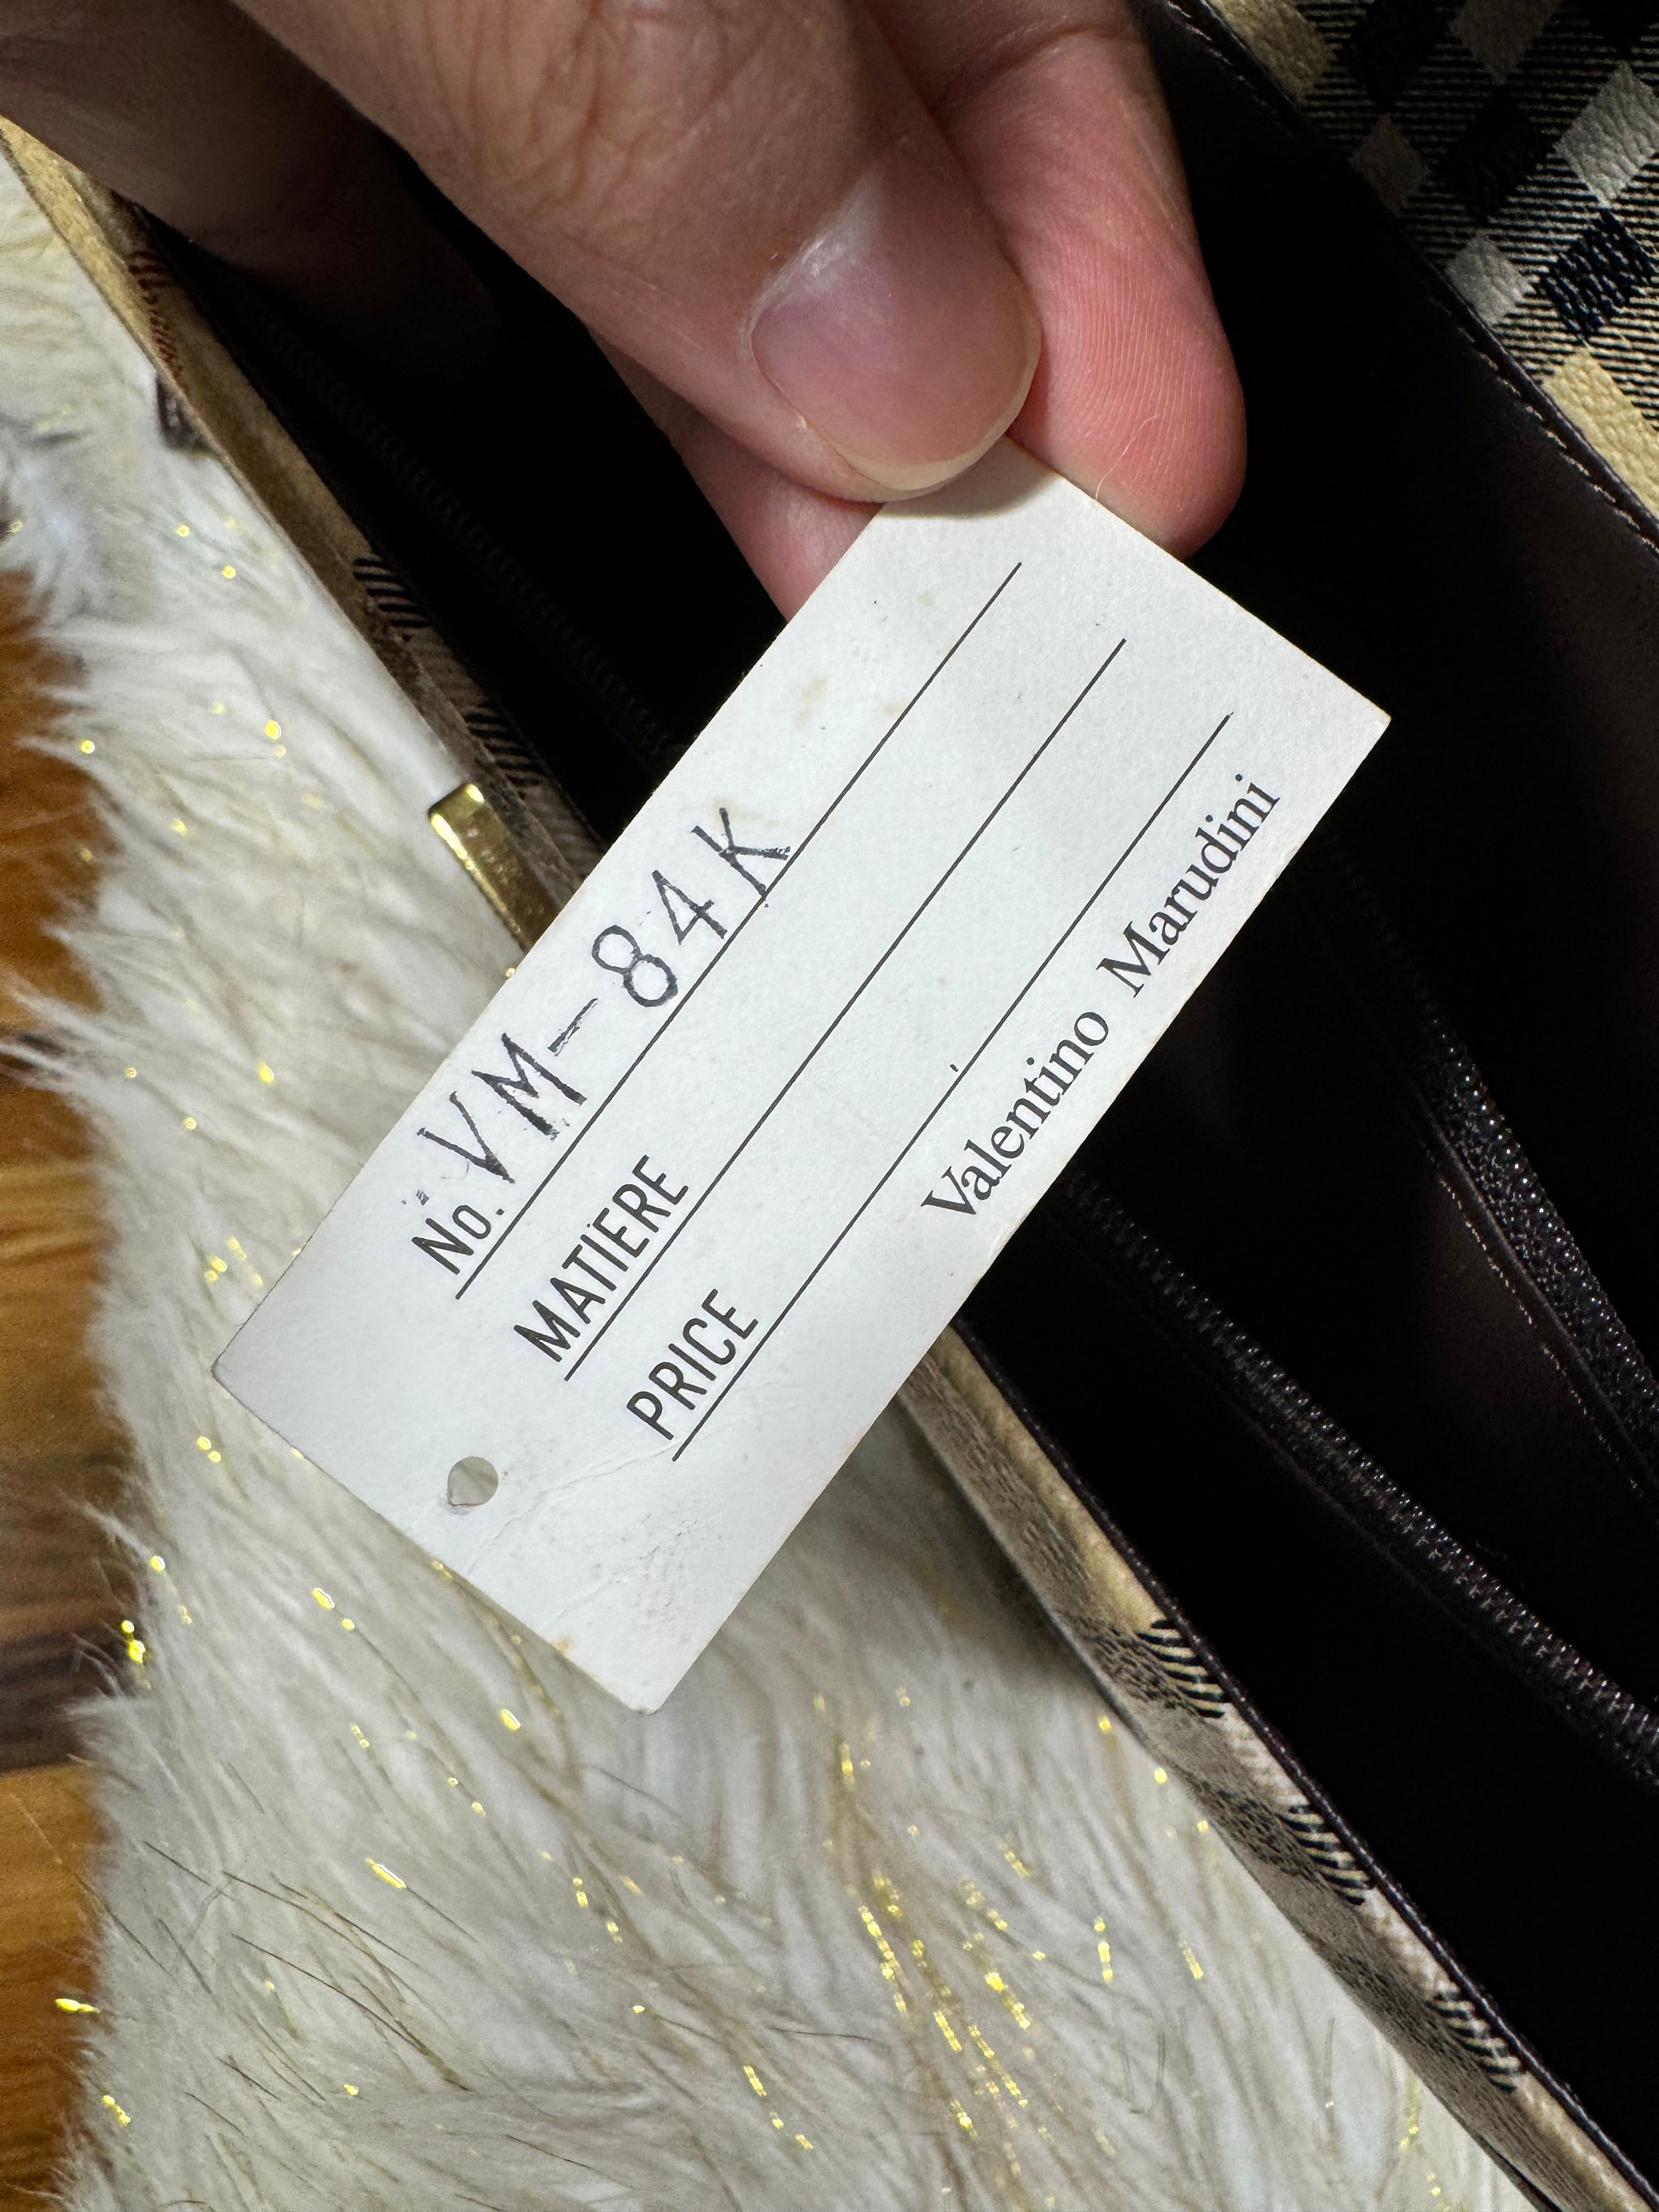 No. VM-84K
MATIERE
PRICE
Valentino Marudini